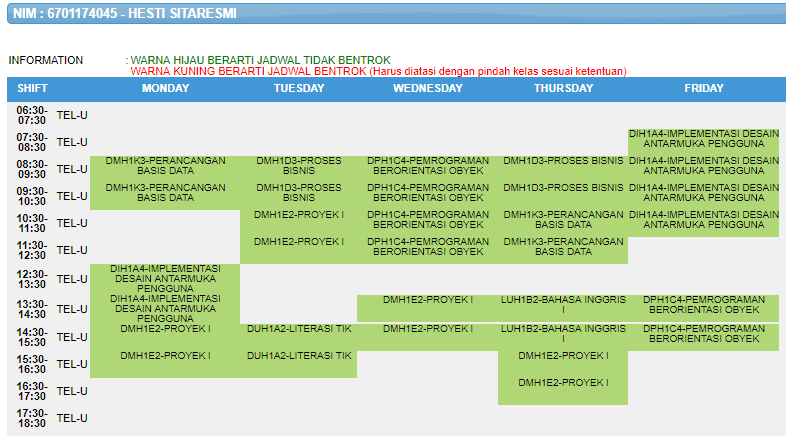 NIM : 6701174045 - HESTI SITARESMI
INFORMATION : WARNA HIJAU BERARTI JADWAL TIDAK BENTROK
WARNA KUNING BERARTI JADWAL BENTROK (Harus diatasi dengan pindah kelas sesuai ketentuan)
SHIFT MONDAY TUESDAY WEDNESDAY THURSDAY FRIDAY
06:30-
07:30 TEL-U
07:30-
08:30 TEL-U
DIH1A4-IMPLEMENTASI DESAIN
ANTARMUKA PENGGUNA
08:30-
09:30 TEL-U
DMH1K3-PERANCANGAN
BASIS DATA
DMH1D3-PROSES
BISNIS
DPH1C4-PEMROGRAMAN
BERORIENTASI OBYEK
DMH1D3-PROSES BISNIS
DIH1A4-IMPLEMENTASI DESAIN
ANTARMUKA PENGGUNA
09:30-
10:30 TEL-U
DMH1K3-PERANCANGAN
BASIS DATA
DMH1D3-PROSES
BISNIS
DPH1C4-PEMROGRAMAN
BERORIENTASI OBYEK
DMH1D3-PROSES BISNIS
DIH1A4-IMPLEMENTASI DESAIN
ANTARMUKA PENGGUNA
10:30-
11:30 TEL-U
DMH1E2-PROYEK I
DPH1C4-PEMROGRAMAN
BERORIENTASI OBYEK
DMH1K3-PERANCANGAN
BASIS DATA
DIH1A4-IMPLEMENTASI DESAIN
ANTARMUKA PENGGUNA
11:30-
12:30 TEL-U
DMH1E2-PROYEK I
DPH1C4-PEMROGRAMAN
BERORIENTASI OBYEK
DMH1K3-PERANCANGAN
BASIS DATA
12:30-
13:30 TEL-U
DIH1A4-IMPLEMENTASI
DESAIN ANTARMUKA
PENGGUNA
13:30-
14:30 TEL-U
DIH1A4-IMPLEMENTASI
DESAIN ANTARMUKA
PENGGUNA
DMH1E2-PROYEK I
LUH1B2-BAHASA INGGRIS
I
DPH1C4-PEMROGRAMAN
BERORIENTASI OBYEK
14:30-
15:30 TEL-U
DMH1E2-PROYEK I
DUH1A2-LITERASI TIK
DMH1E2-PROYEK I
LUH1B2-BAHASA INGGRIS
I
DPH1C4-PEMROGRAMAN
BERORIENTASI OBYEK
15:30-
16:30 TEL-U
DMH1E2-PROYEK I
DUH1A2-LITERASI TIK
DMH1E2-PROYEK I
16:30-
17:30 TEL-U
DMH1E2-PROYEK I
17:30-
18:30 TEL-U